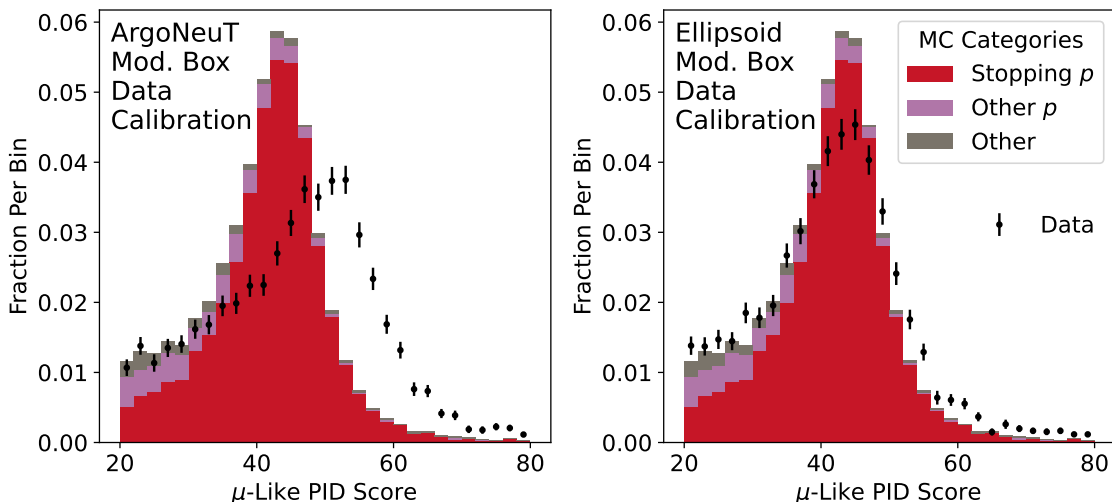 0.06
0.05
0.04
0.03
0.02
0.01
0.00
Fraction Per Bin
ArgoNeuT
Mod. Box
Data
Calibration
20
40
60
80
μ-Like PID Score
0.06
0.05
0.04
0.03
0.02
0.01
0.00
Fraction Per Bin
Ellipsoid
Mod. Box
Data
Calibration
MC Categories
Stopping p
Other p
Other
Data
20
40
60
80
μ-Like PID Score